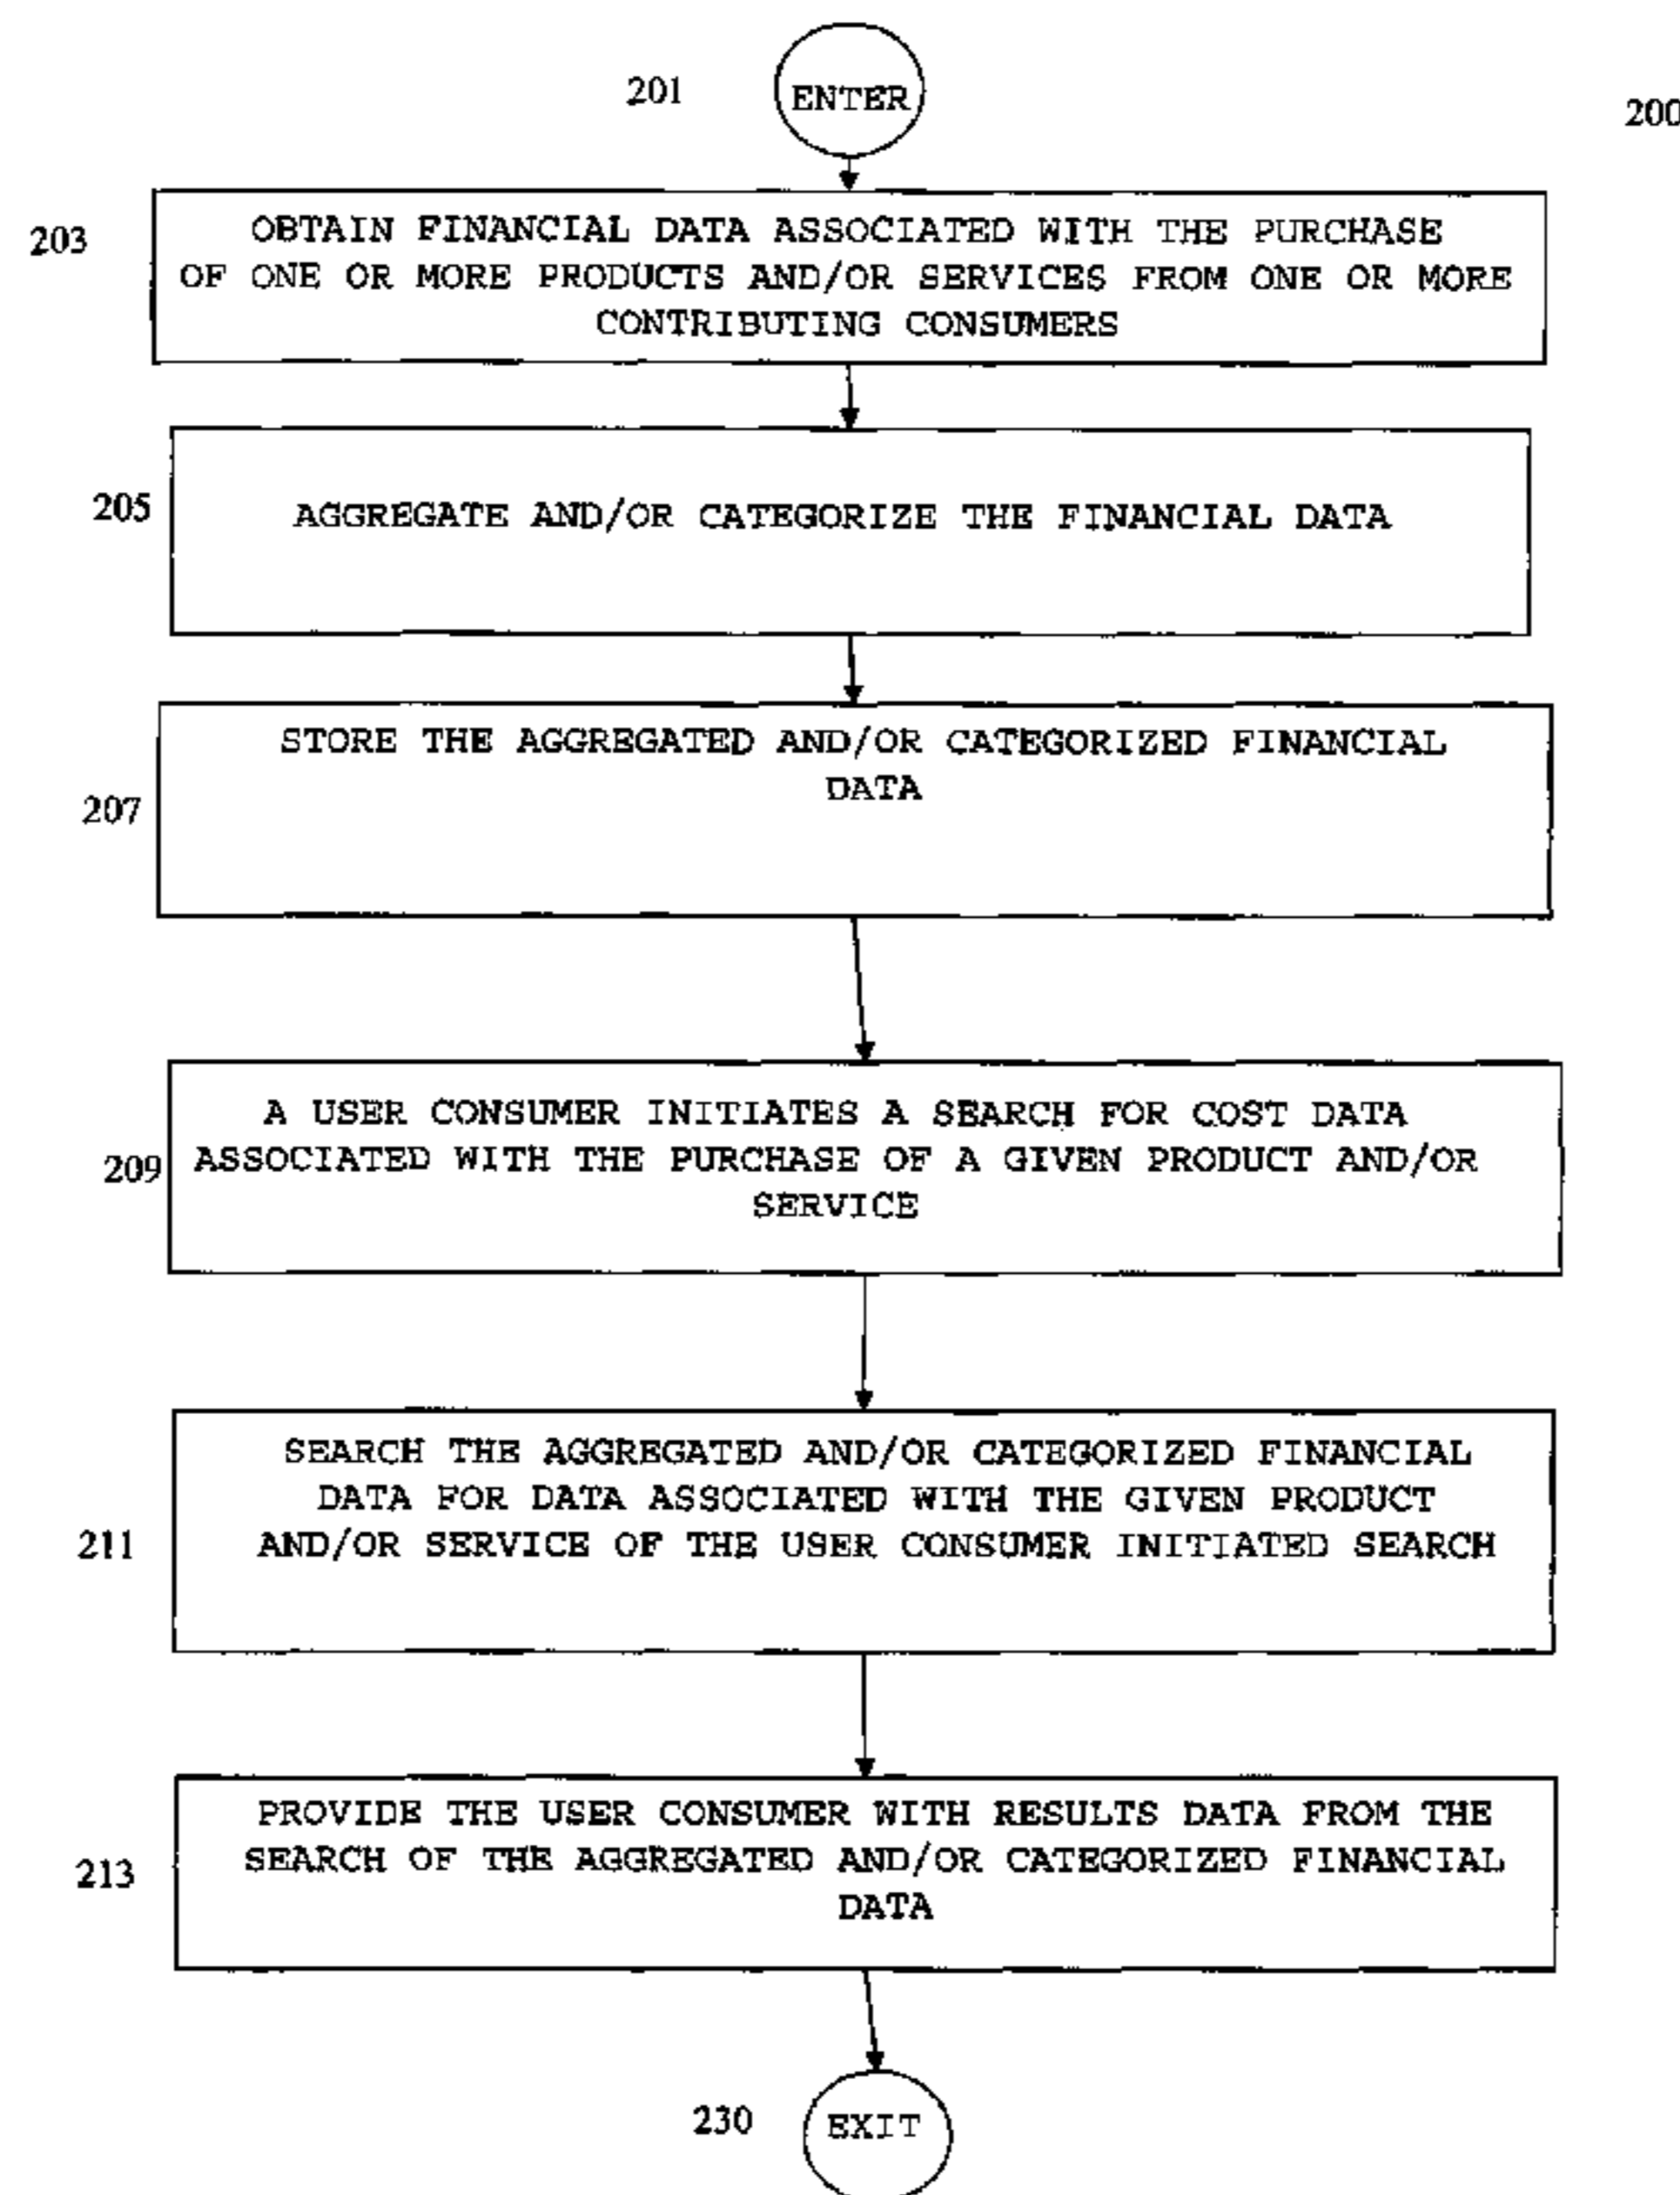 201
ENTER
200
203
OBTAIN FINANCIAL DATA ASSOCIATED WITH THE PURCHASE
OF ONE OR MORE PRODUCTS AND/OR SERVICES FROM ONE OR MORE
CONTRIBUTING CONSUMERS
205
AGGREGATE AND/OR CATEGORIZE THE FINANCIAL DATA
207
STORE THE AGGREGATED AND/OR CATEGORIZED FINANCIAL
DATA
209
A USER CONSUMER INITIATES A SEARCH FOR COST DATA
ASSOCIATED WITH THE PURCHASE OF A GIVEN PRODUCT AND/OR
SERVICE
211
SEARCH THE AGGREGATED AND/OR CATEGORIZED FINANCIAL
DATA FOR DATA ASSOCIATED WITH THE GIVEN PRODUCT
AND/OR SERVICE OF THE USER CONSUMER INITIATED SEARCH
213
PROVIDE THE USER CONSUMER WITH RESULTS DATA FROM THE
SEARCH OF THE AGGREGATED AND/OR CATEGORIZED FINANCIAL
DATA
230
EXIT